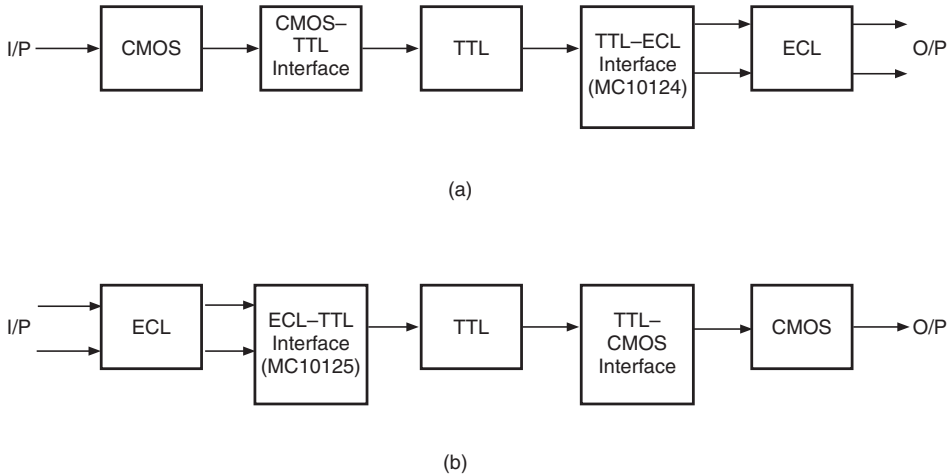 I/P
CMOS
CMOS–
TTL
Interface
TTL
TTL–ECL
Interface
(MC10124)
ECL
O/P
(a)
I/P
ECL
ECL–TTL
Interface
(MC10125)
TTL
TTL–
CMOS
Interface
CMOS
O/P
(b)